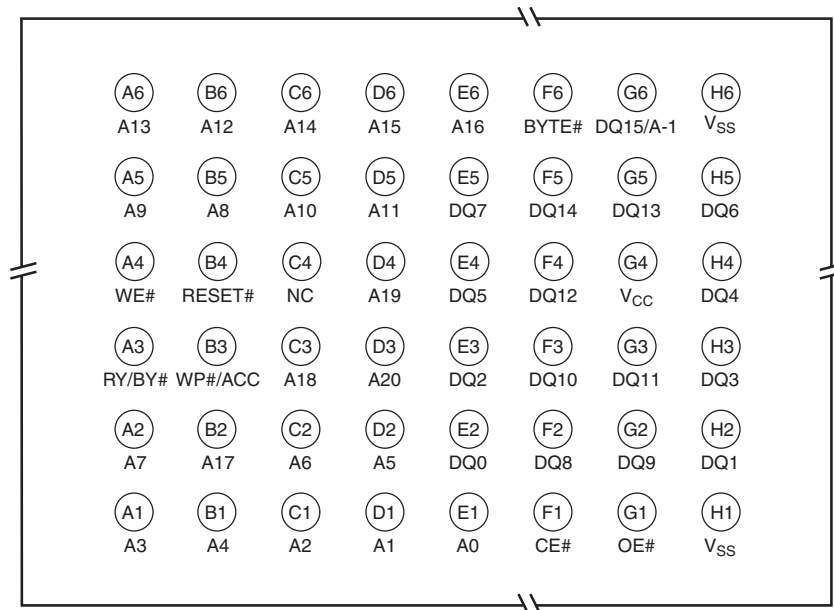 A6 B6 C6 D6 E6 F6 G6 H6
A13 A12 A14 A15 A16 BYTE# DQ15/A-1 VSS
A5 B5 C5 D5 E5 F5 G5 H5
A9 A8 A10 A11 DQ7 DQ14 DQ13 DQ6
A4 B4 C4 D4 E4 F4 G4 H4
WE# RESET# NC A19 DQ5 DQ12 VCC DQ4
A3 B3 C3 D3 E3 F3 G3 H3
RY/BY# WP#/ACC A18 A20 DQ2 DQ10 DQ11 DQ3
A2 B2 C2 D2 E2 F2 G2 H2
A7 A17 A6 A5 DQ0 DQ8 DQ9 DQ1
A1 B1 C1 D1 E1 F1 G1 H1
A3 A4 A2 A1 A0 CE# OE# VSS